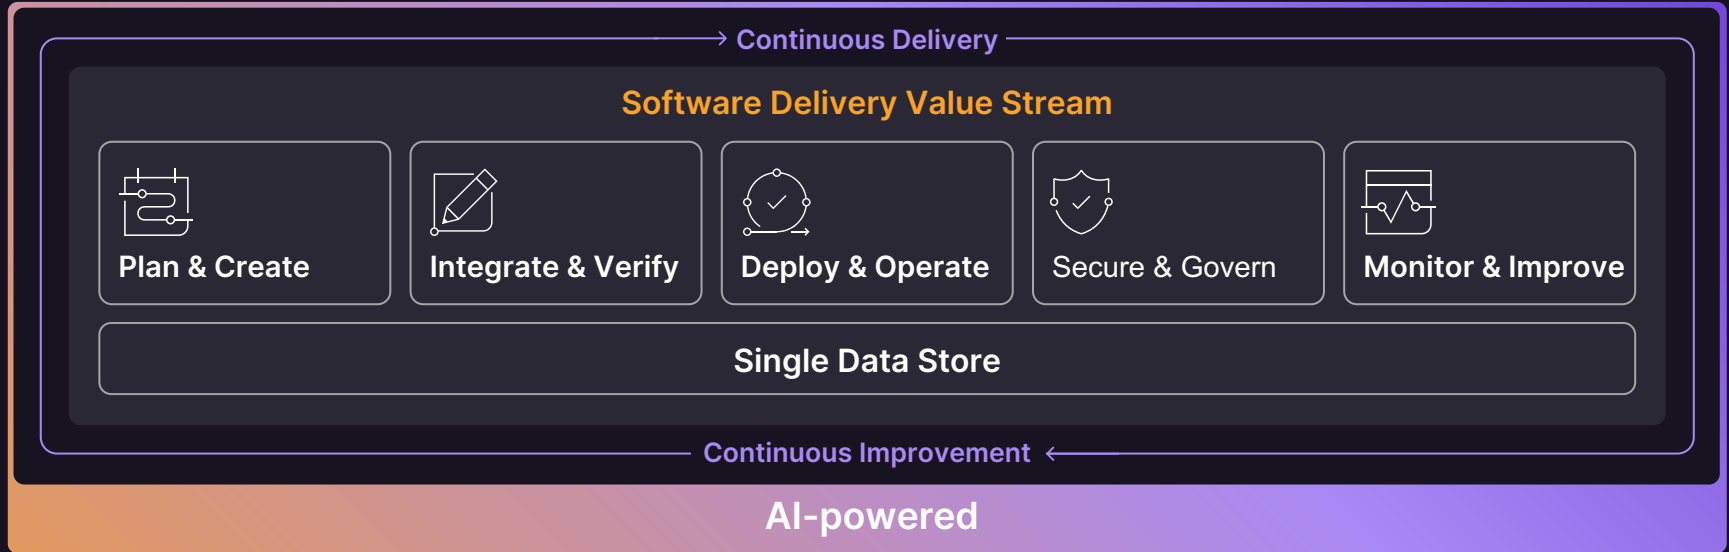 Continuous Delivery
Software Delivery Value Stream
Plan & Create
Integrate & Verify
Deploy & Operate
Secure & Govern
Monitor & Improve
Single Data Store
Continuous Improvement
AI-powered